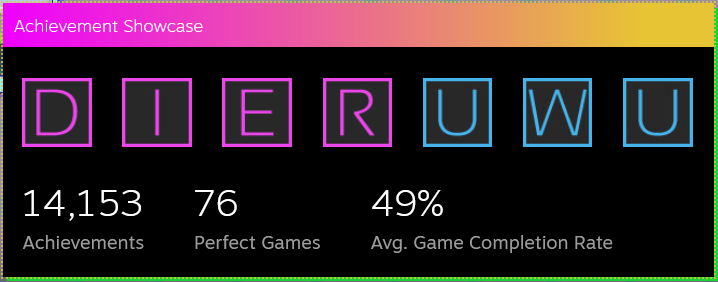 Achievement Showcase
D I E R U W U
14,153 76 49%
Achievements Perfect Games Avg. Game Completion Rate